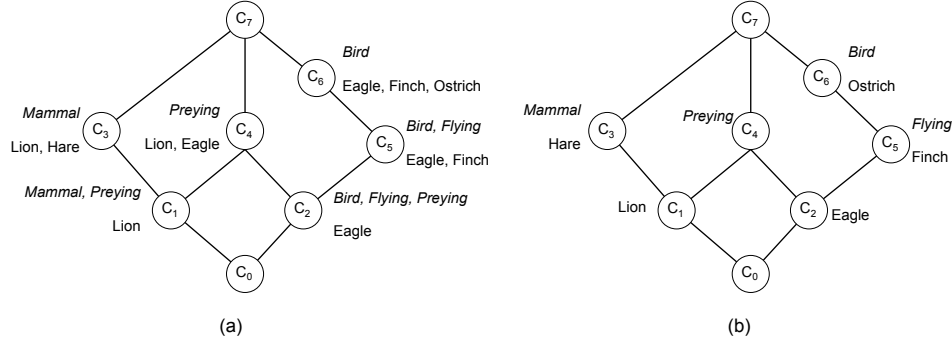 C7
Bird
C6
Eagle, Finch, Ostrich
Mammal
C3
Lion, Hare
Preying
C4
Lion, Eagle
Bird, Flying
C5
Eagle, Finch
Mammal, Preying
C1
Lion
C2
Bird, Flying, Preying
Eagle
C0
(a)
C7
Bird
C6
Ostrich
Mammal
C3
Hare
Preying
C4
Flying
C5
Finch
Lion
C1
C2
Eagle
C0
(b)